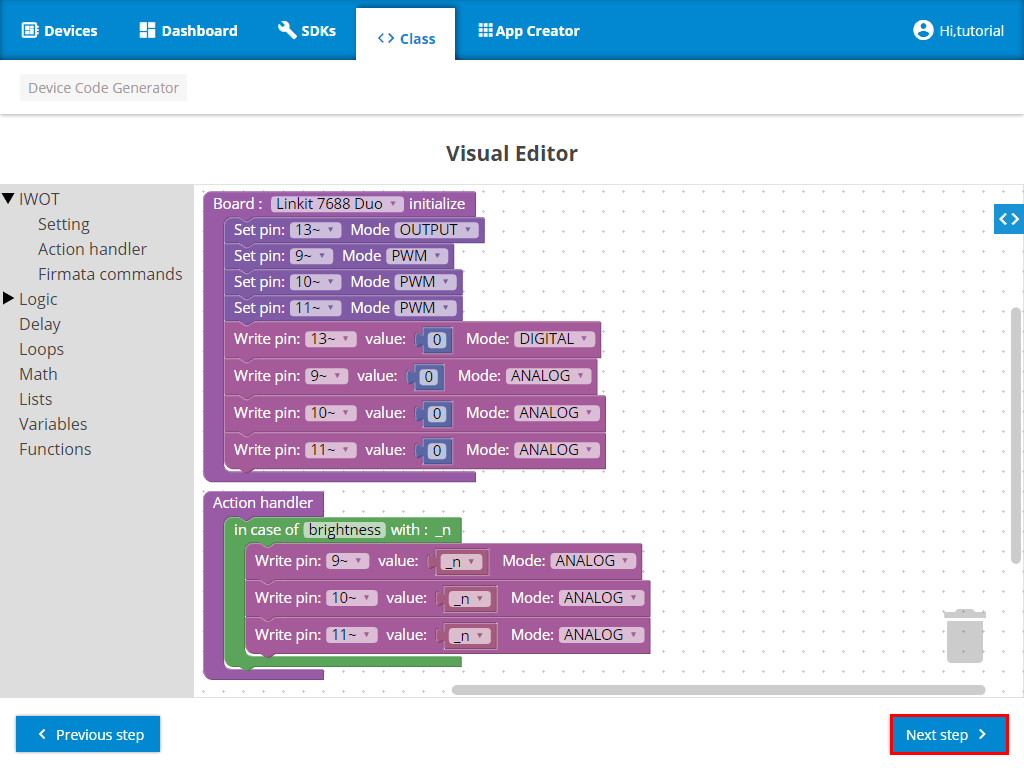 Devices Dashboard SDKs <> Class App Creator Hi,tutorial
Device Code Generator
Visual Editor
IWOT
Setting
Action handler
Firmata commands
Logic
Delay
Loops
Math
Lists
Variables
Functions
Board : Linkit 7688 Duo initialize
Set pin: 13~ Mode OUTPUT
Set pin: 9~ Mode PWM
Set pin: 10~ Mode PWM
Set pin: 11~ Mode PWM
Write pin: 13~ value: 0 Mode: DIGITAL
Write pin: 9~ value: 0 Mode: ANALOG
Write pin: 10~ value: 0 Mode: ANALOG
Write pin: 11~ value: 0 Mode: ANALOG
Action handler
in case of brightness with : _n
Write pin: 9~ value: _n Mode: ANALOG
Write pin: 10~ value: _n Mode: ANALOG
Write pin: 11~ value: _n Mode: ANALOG
<>
Previous step
Next step